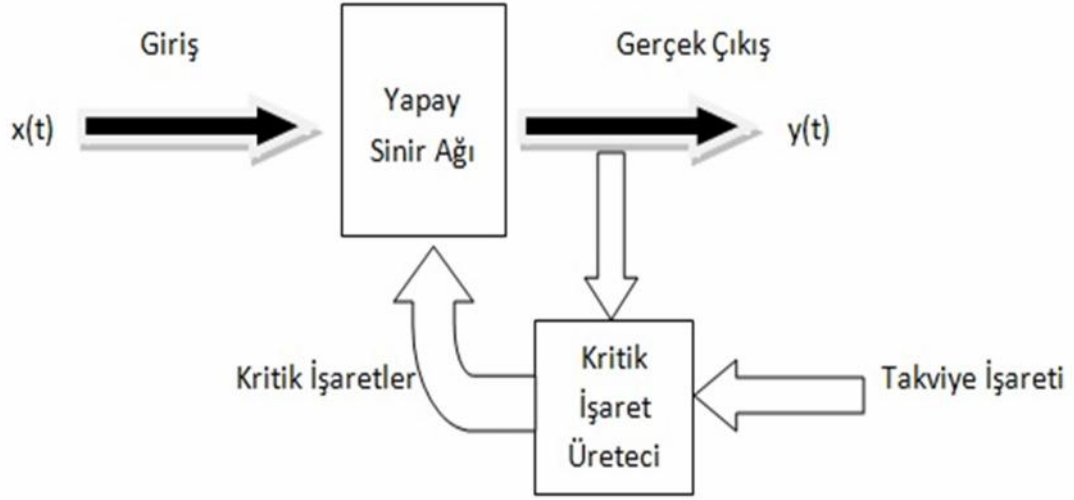 Giriş
Gerçek Çıkış
x(t)
Yapay
Sinir Ağı
y(t)
Kritik İşaretler
Kritik
İşaret
Üreteci
Takviye İşareti